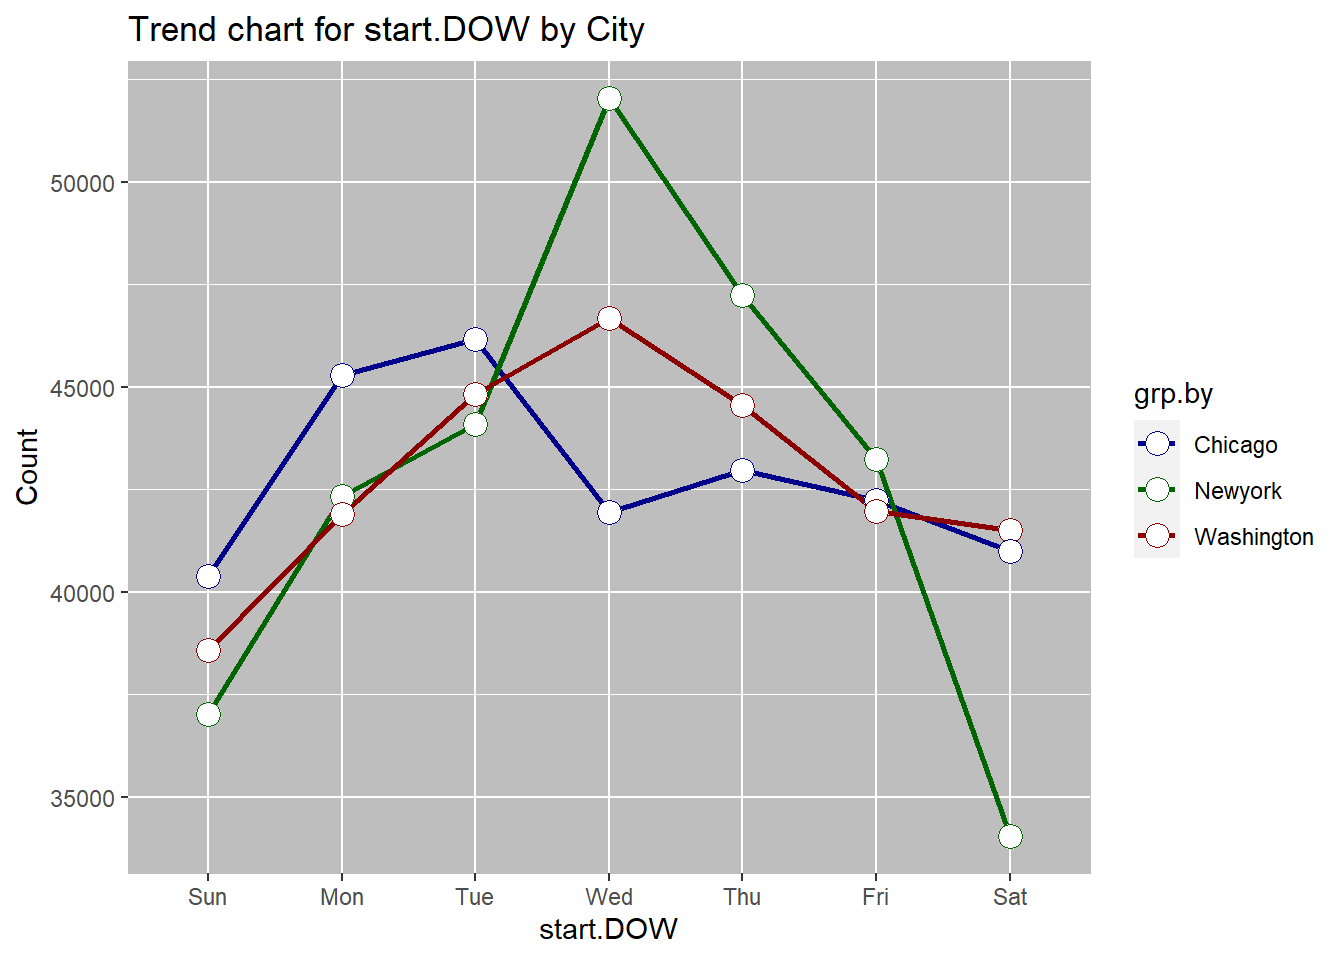 Trend chart for start.DOW by City
Count
50000
45000
40000
35000
Sun Mon Tue Wed Thu Fri Sat
start.DOW
grp.by
Chicago
Newyork
Washington